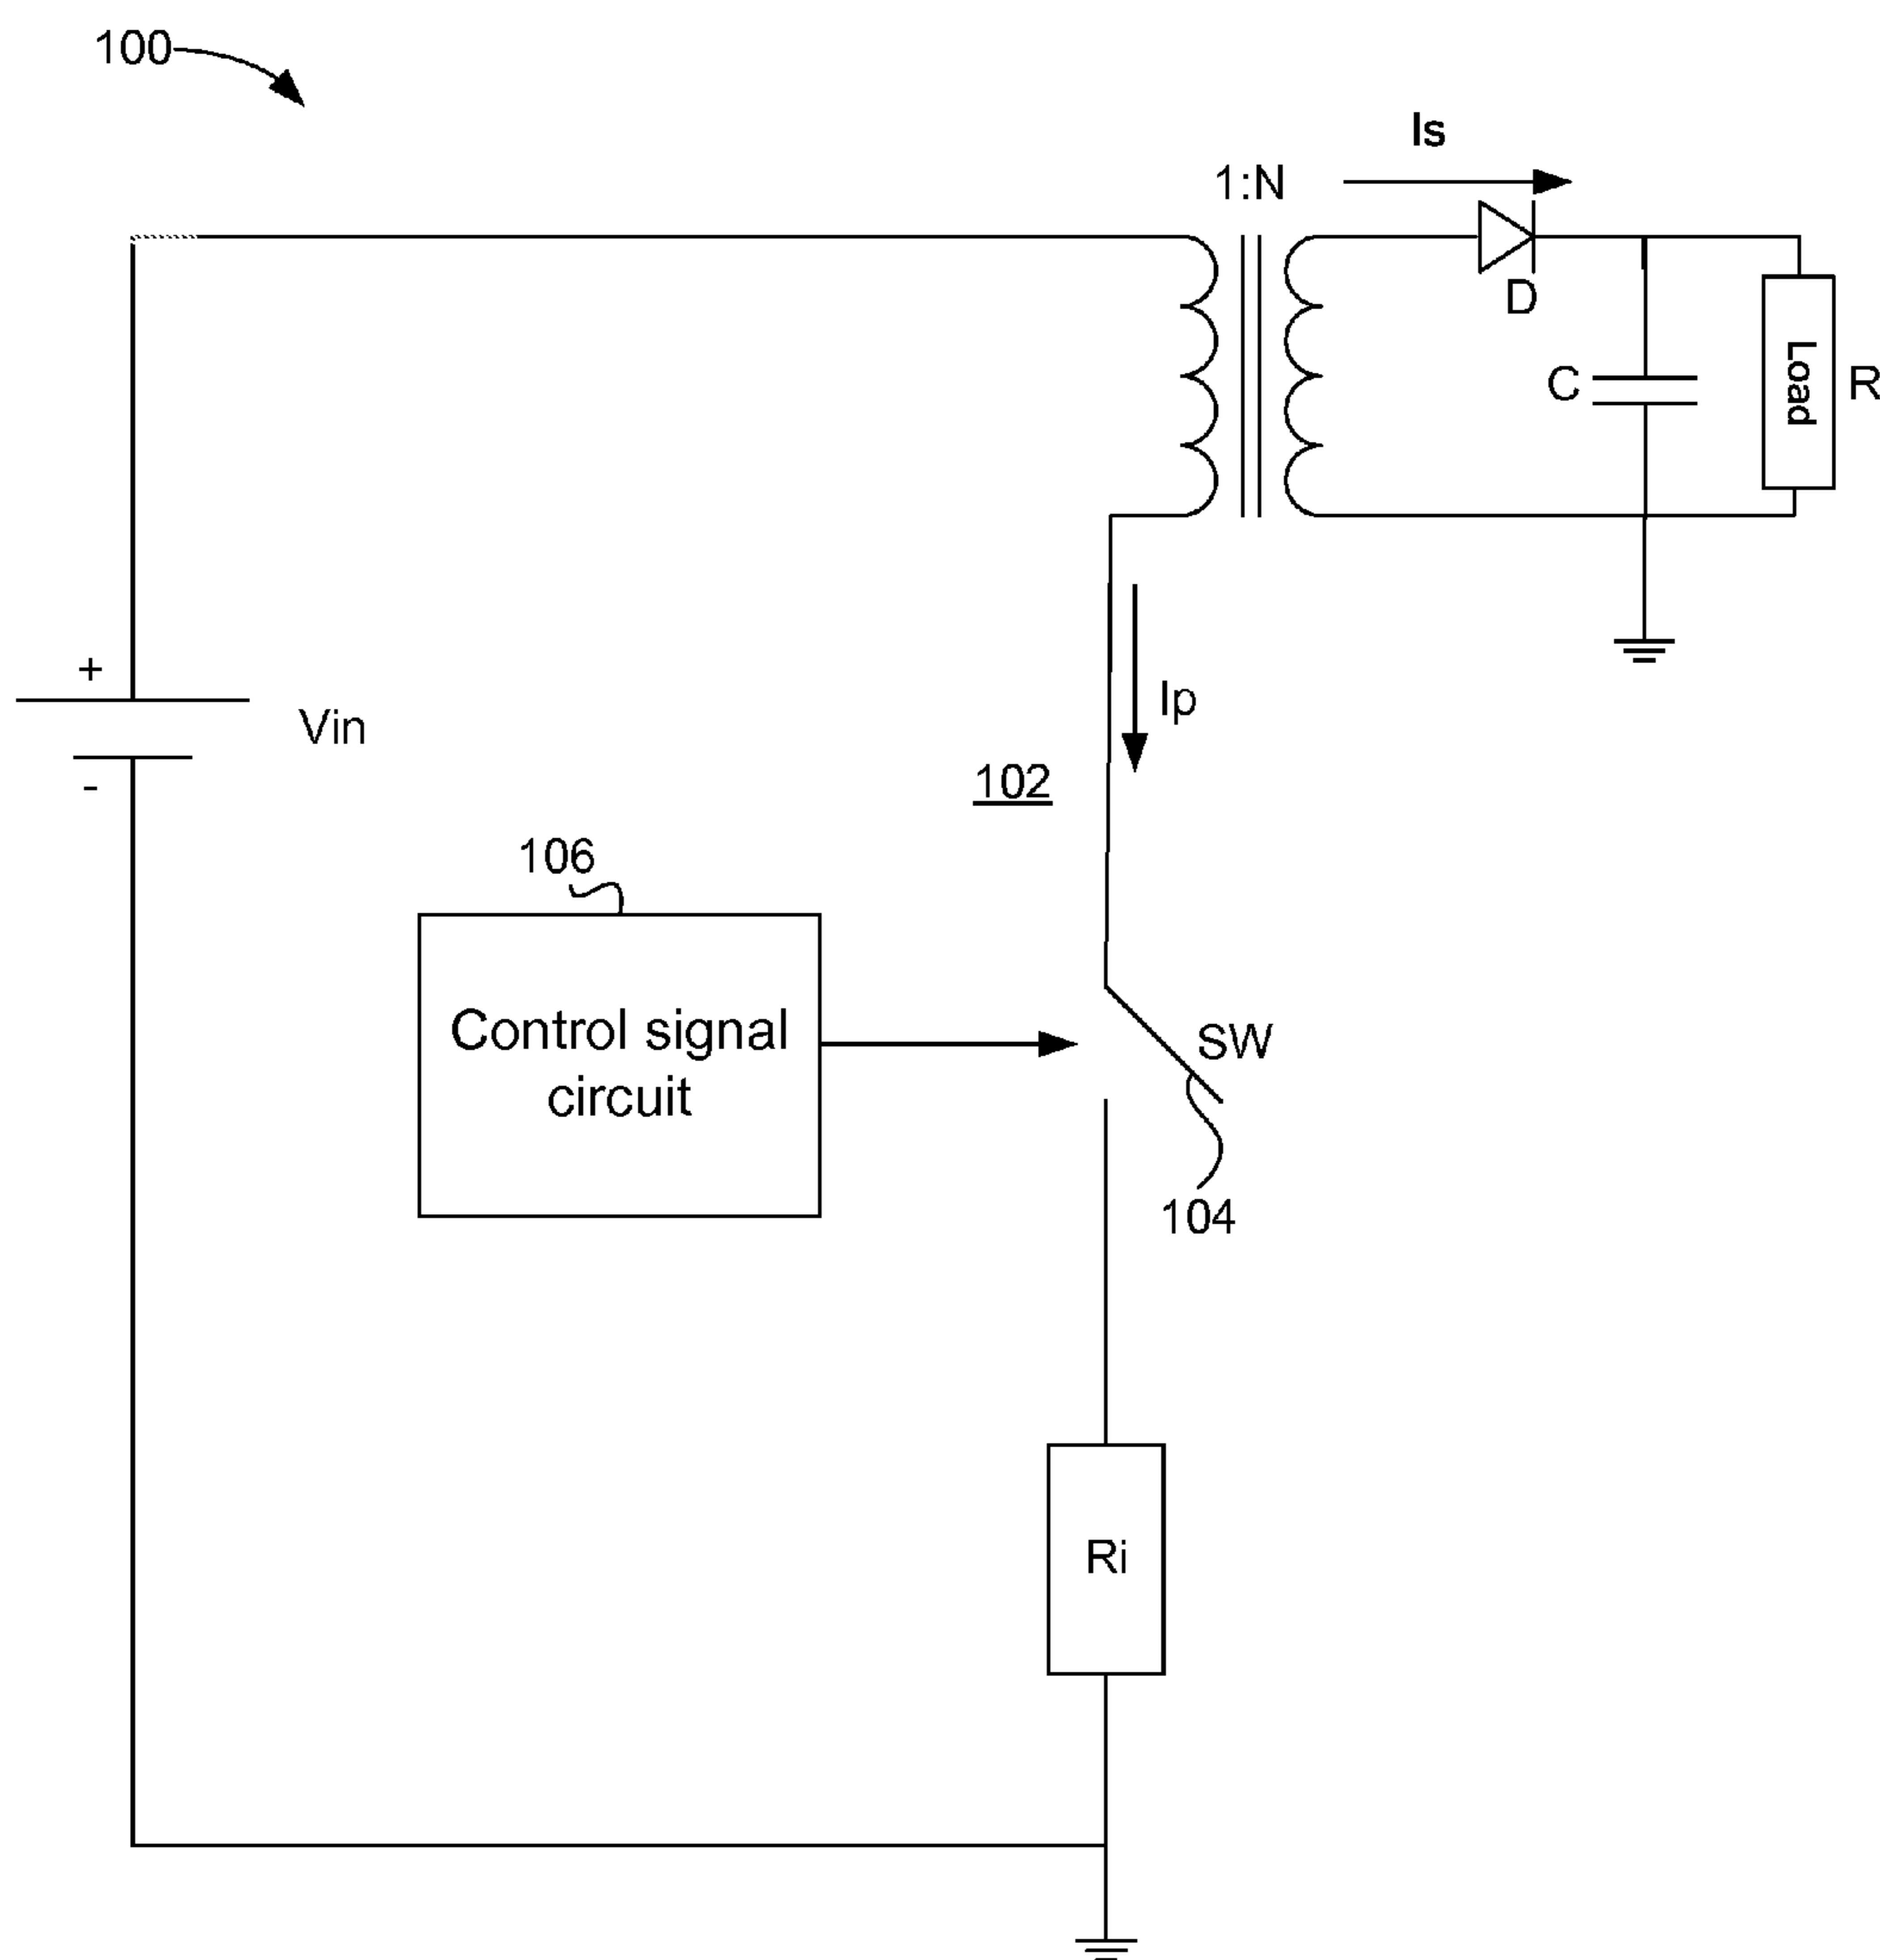 100
Is
1:N
D
C
Load
R
+
Vin
-
Ip
102
106
Control signal
circuit
SW
104
Ri